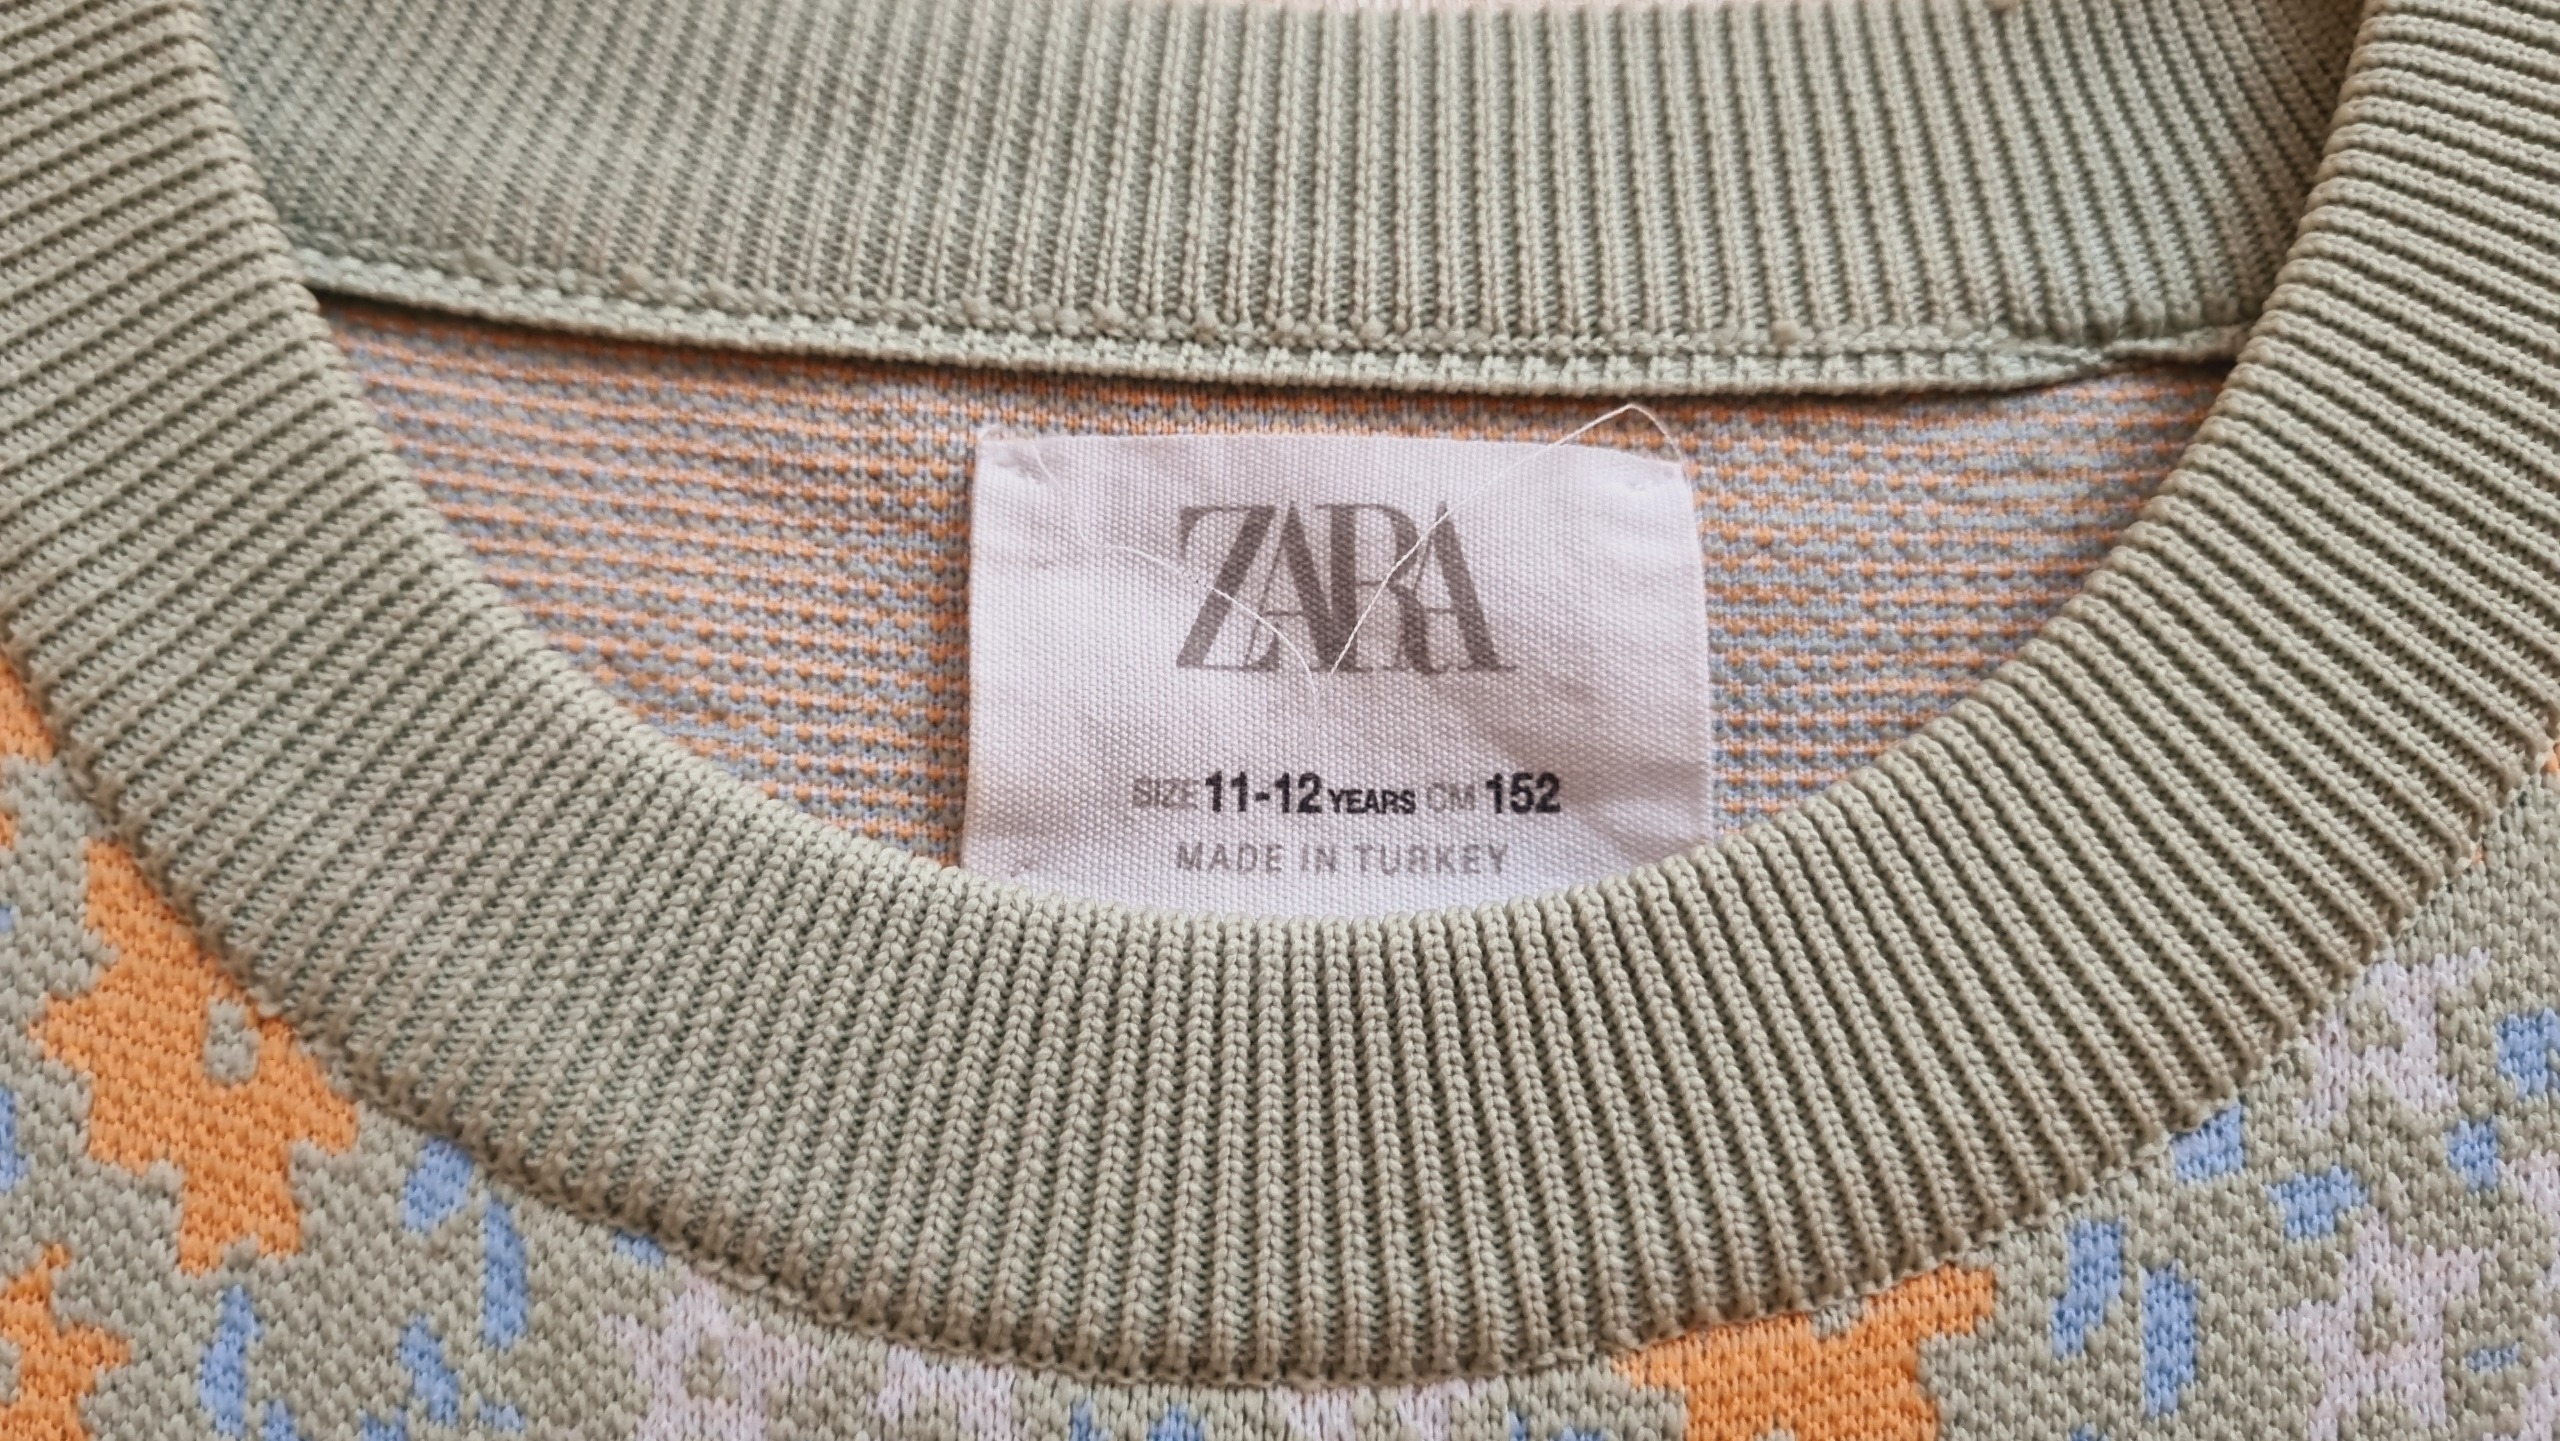 ZARA
SIZE 11-12 YEARS CM 152
MADE IN TURKEY